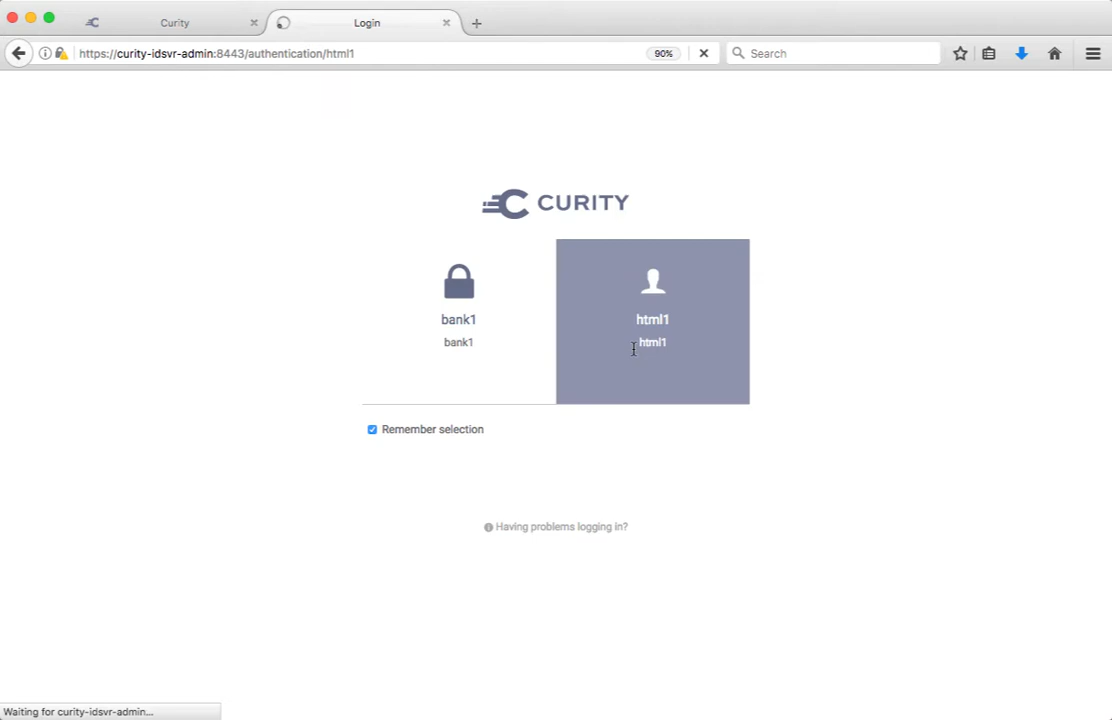 Curity
Login
https://curity-idsvr-admin:8443/authentication/html1
90%
Search
CURITY
bank1
bank1
html1
html1
Remember selection
Having problems logging in?
Waiting for curity-idsvr-admin...